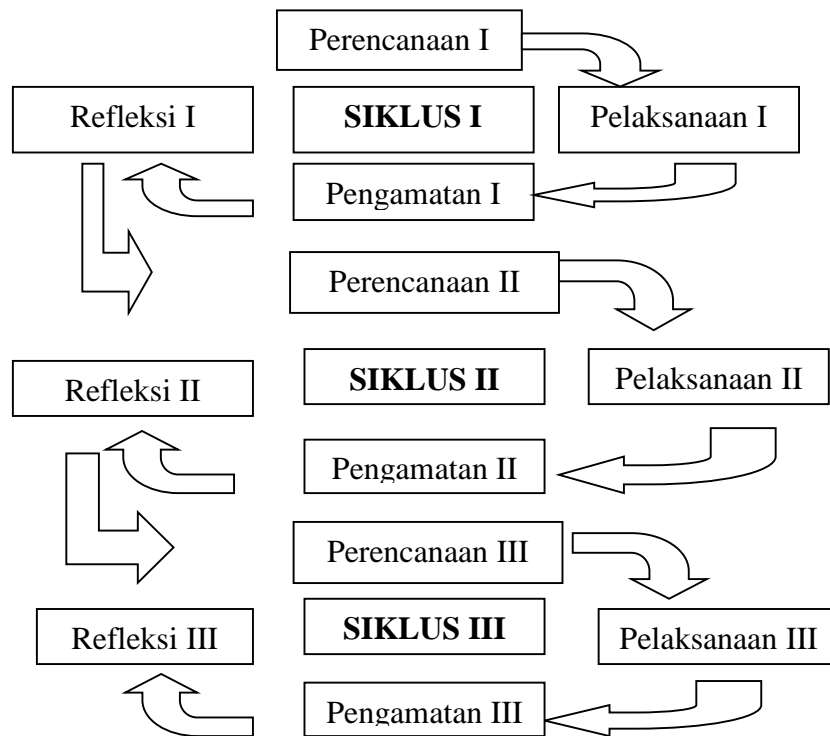 Perencanaan I
Refleksi I
SIKLUS I
Pelaksanaan I
Pengamatan I
Perencanaan II
Refleksi II
SIKLUS II
Pelaksanaan II
Pengamatan II
Perencanaan III
Refleksi III
SIKLUS III
Pelaksanaan III
Pengamatan III